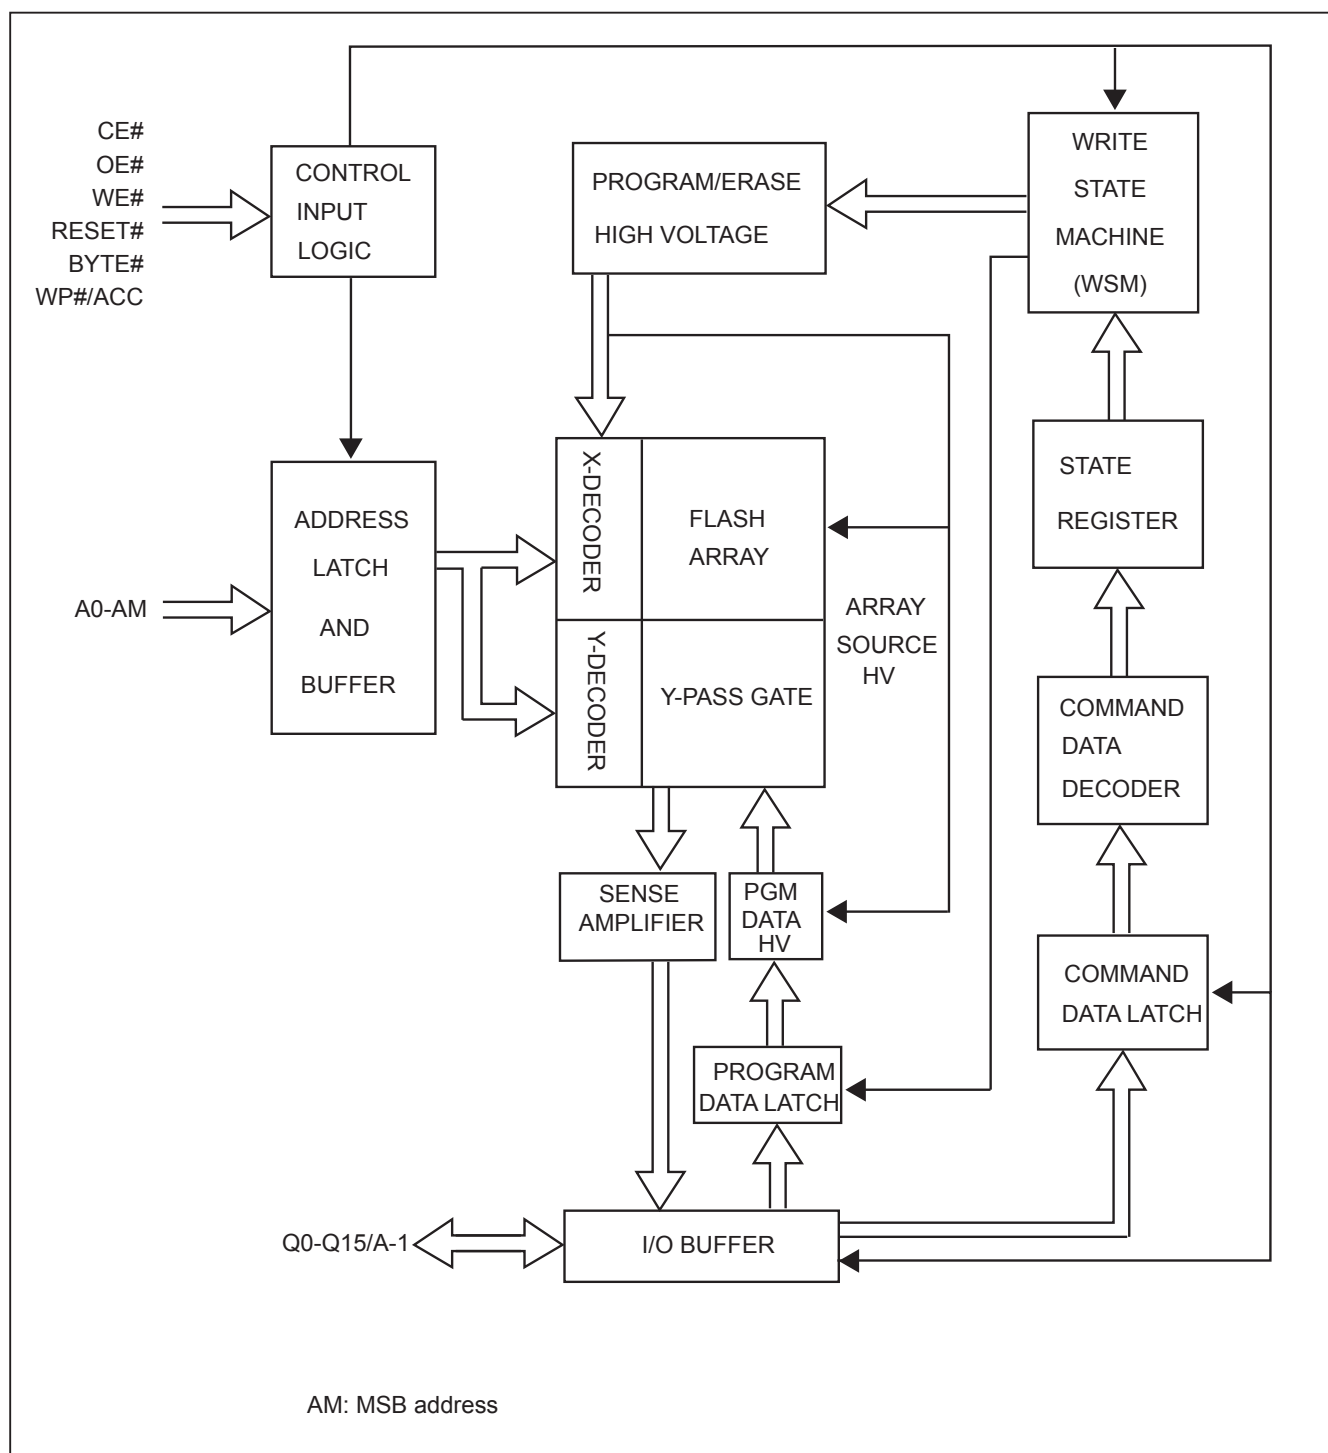 CE#
OE#
WE#
RESET#
BYTE#
WP#/ACC
CONTROL
INPUT
LOGIC
PROGRAM/ERASE
HIGH VOLTAGE
WRITE
STATE
MACHINE
(WSM)
STATE
REGISTER
A0-AM
ADDRESS
LATCH
AND
BUFFER
X-DECODER
FLASH
ARRAY
Y-DECODER
Y-PASS GATE
ARRAY
SOURCE
HV
COMMAND
DATA
DECODER
SENSE
AMPLIFIER
PGM
DATA
HV
COMMAND
DATA LATCH
PROGRAM
DATA LATCH
Q0-Q15/A-1
I/O BUFFER
AM: MSB address